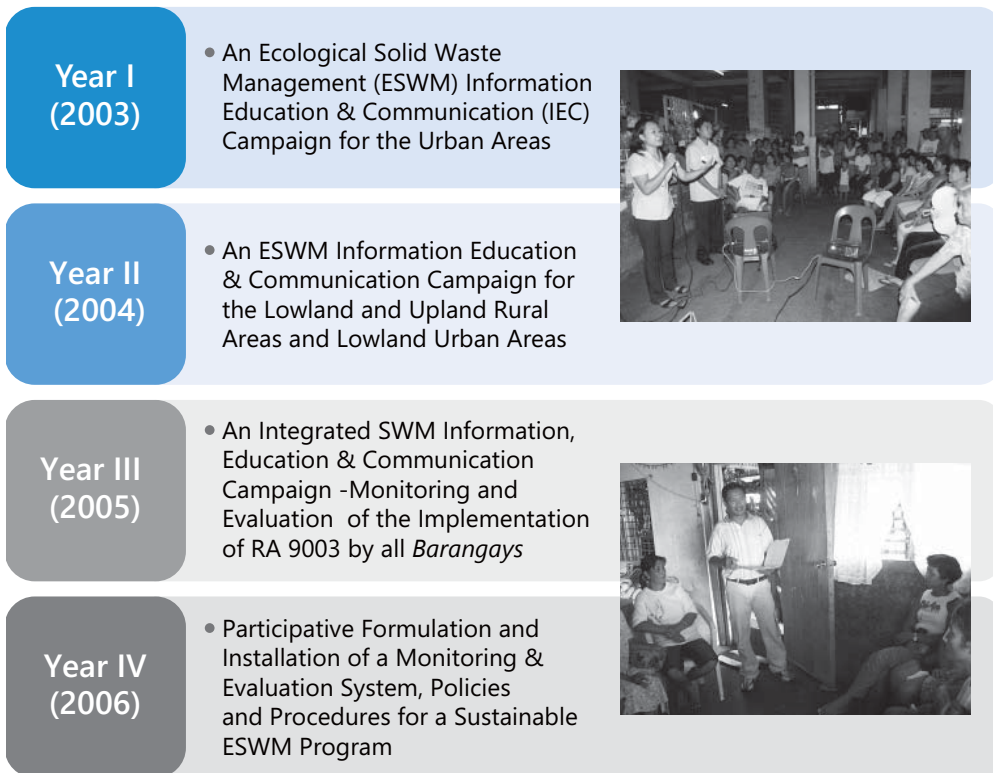 Year I
(2003)
An Ecological Solid Waste
Management (ESWM) Information
Education & Communication (IEC)
Campaign for the Urban Areas
Year II
(2004)
An ESWM Information Education
& Communication Campaign for
the Lowland and Upland Rural
Areas and Lowland Urban Areas
Year III
(2005)
An Integrated SWM Information,
Education & Communication
Campaign -Monitoring and
Evaluation of the Implementation
of RA 9003 by all Barangays
Year IV
(2006)
Participative Formulation and
Installation of a Monitoring &
Evaluation System, Policies
and Procedures for a Sustainable
ESWM Program